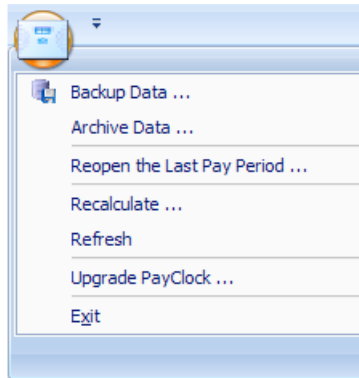 Backup Data ...
Archive Data ...
Reopen the Last Pay Period ...
Recalculate ...
Refresh
Upgrade PayClock ...
Exit